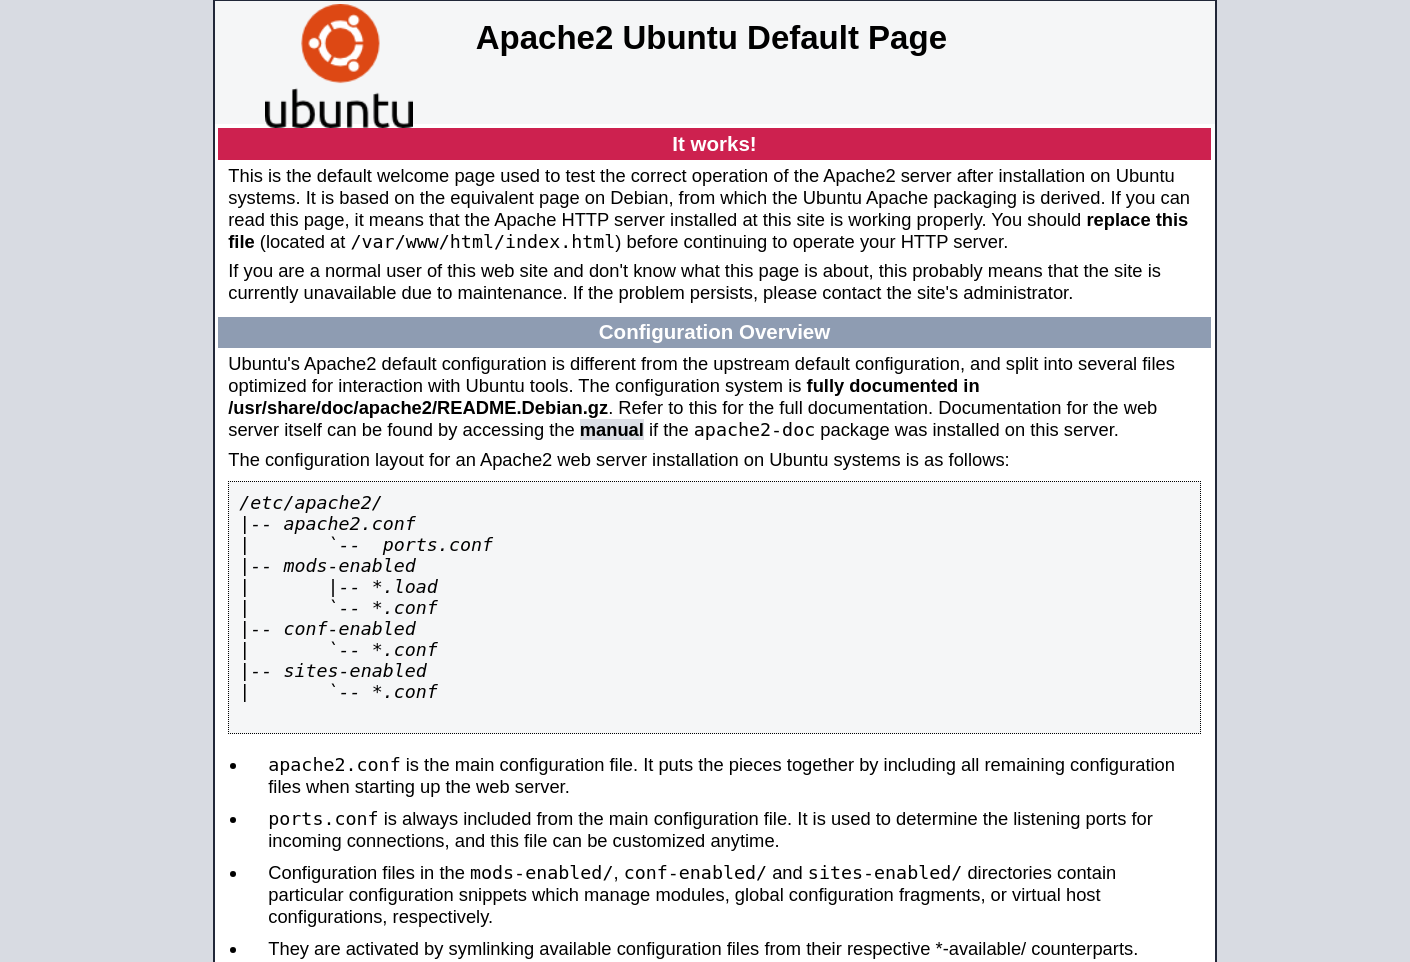 ubuntu
Apache2 Ubuntu Default Page
It works!
This is the default welcome page used to test the correct operation of the Apache2 server after installation on Ubuntu
systems. It is based on the equivalent page on Debian, from which the Ubuntu Apache packaging is derived. If you can
read this page, it means that the Apache HTTP server installed at this site is working properly. You should replace this
file (located at /var/www/html/index.html) before continuing to operate your HTTP server.
If you are a normal user of this web site and don't know what this page is about, this probably means that the site is
currently unavailable due to maintenance. If the problem persists, please contact the site's administrator.
Configuration Overview
Ubuntu's Apache2 default configuration is different from the upstream default configuration, and split into several files
optimized for interaction with Ubuntu tools. The configuration system is fully documented in
/usr/share/doc/apache2/README.Debian.gz. Refer to this for the full documentation. Documentation for the web
server itself can be found by accessing the manual if the apache2-doc package was installed on this server.
The configuration layout for an Apache2 web server installation on Ubuntu systems is as follows:
/etc/apache2/
|-- apache2.conf
|       `--  ports.conf
|-- mods-enabled
|       |-- *.load
|       `-- *.conf
|-- conf-enabled
|       `-- *.conf
|-- sites-enabled
|       `-- *.conf
• apache2.conf is the main configuration file. It puts the pieces together by including all remaining configuration
files when starting up the web server.
• ports.conf is always included from the main configuration file. It is used to determine the listening ports for
incoming connections, and this file can be customized anytime.
• Configuration files in the mods-enabled/, conf-enabled/ and sites-enabled/ directories contain
particular configuration snippets which manage modules, global configuration fragments, or virtual host
configurations, respectively.
• They are activated by symlinking available configuration files from their respective *-available/ counterparts.